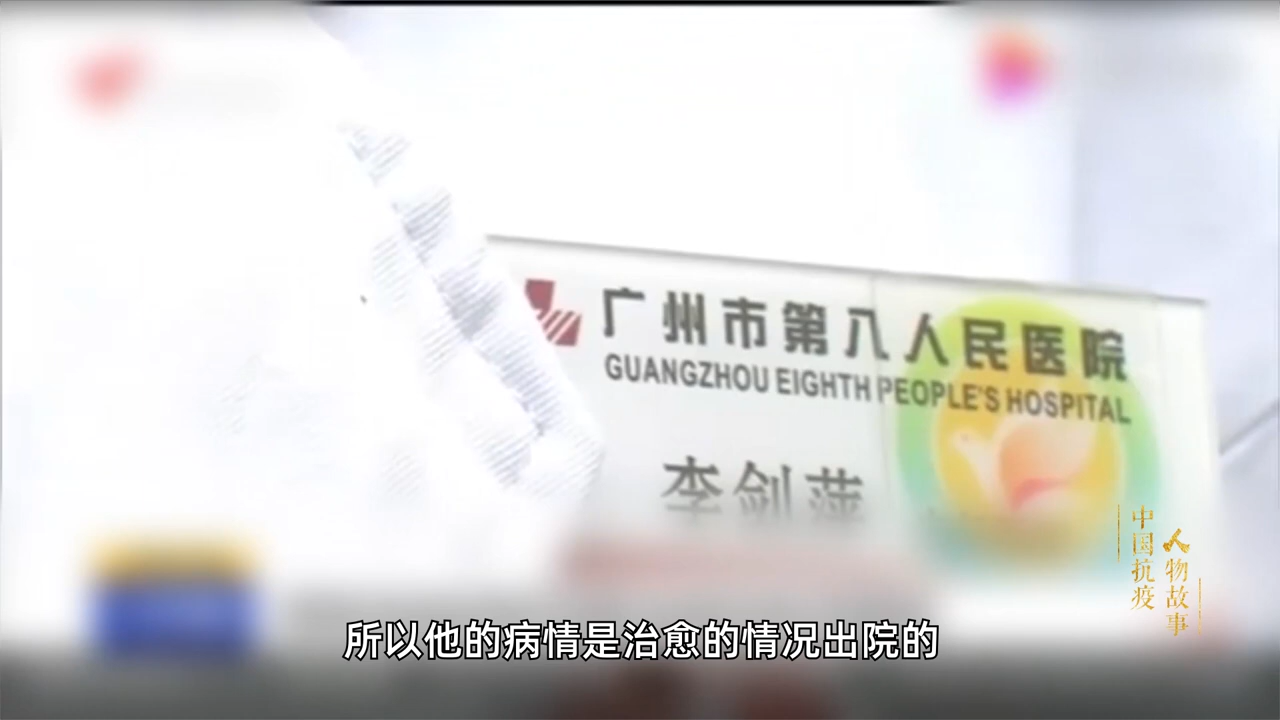 广州市第八人民医院
GUANGZHOU EIGHTH PEOPLE'S HOSPITAL
李剑萍
中国抗疫
人物故事
所以他的病情是治愈的情况出院的